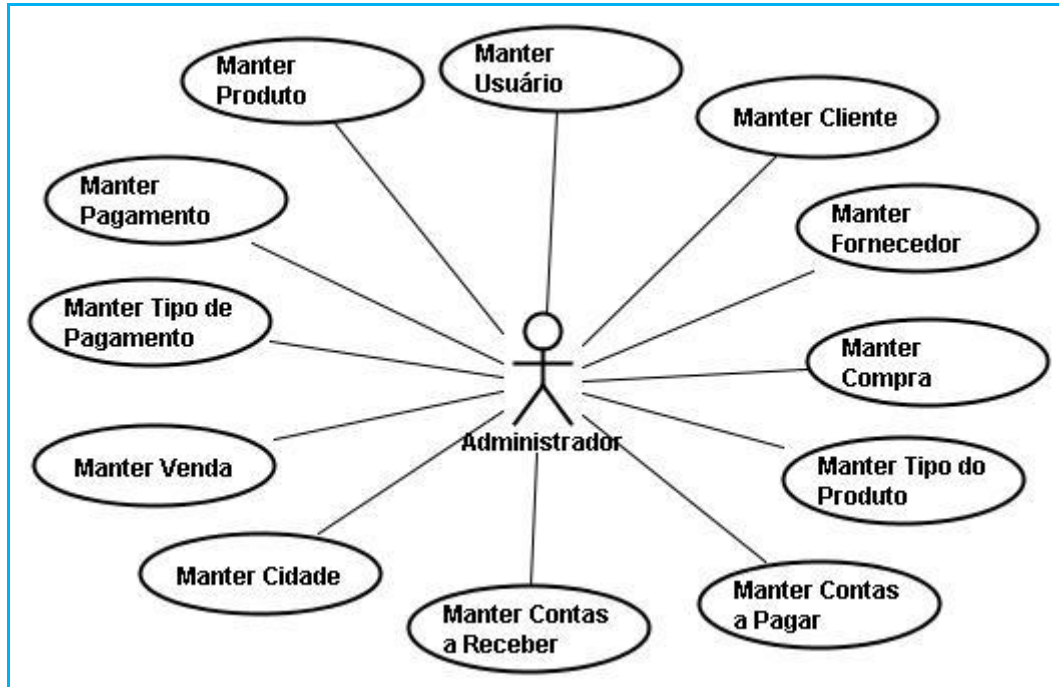 Manter
Produto
Manter
Usuário
Manter Cliente
Manter
Pagamento
Manter
Fornecedor
Manter Tipo de
Pagamento
Manter
Compra
Administrador
Manter Venda
Manter Tipo do
Produto
Manter Cidade
Manter Contas
a Receber
Manter Contas
a Pagar